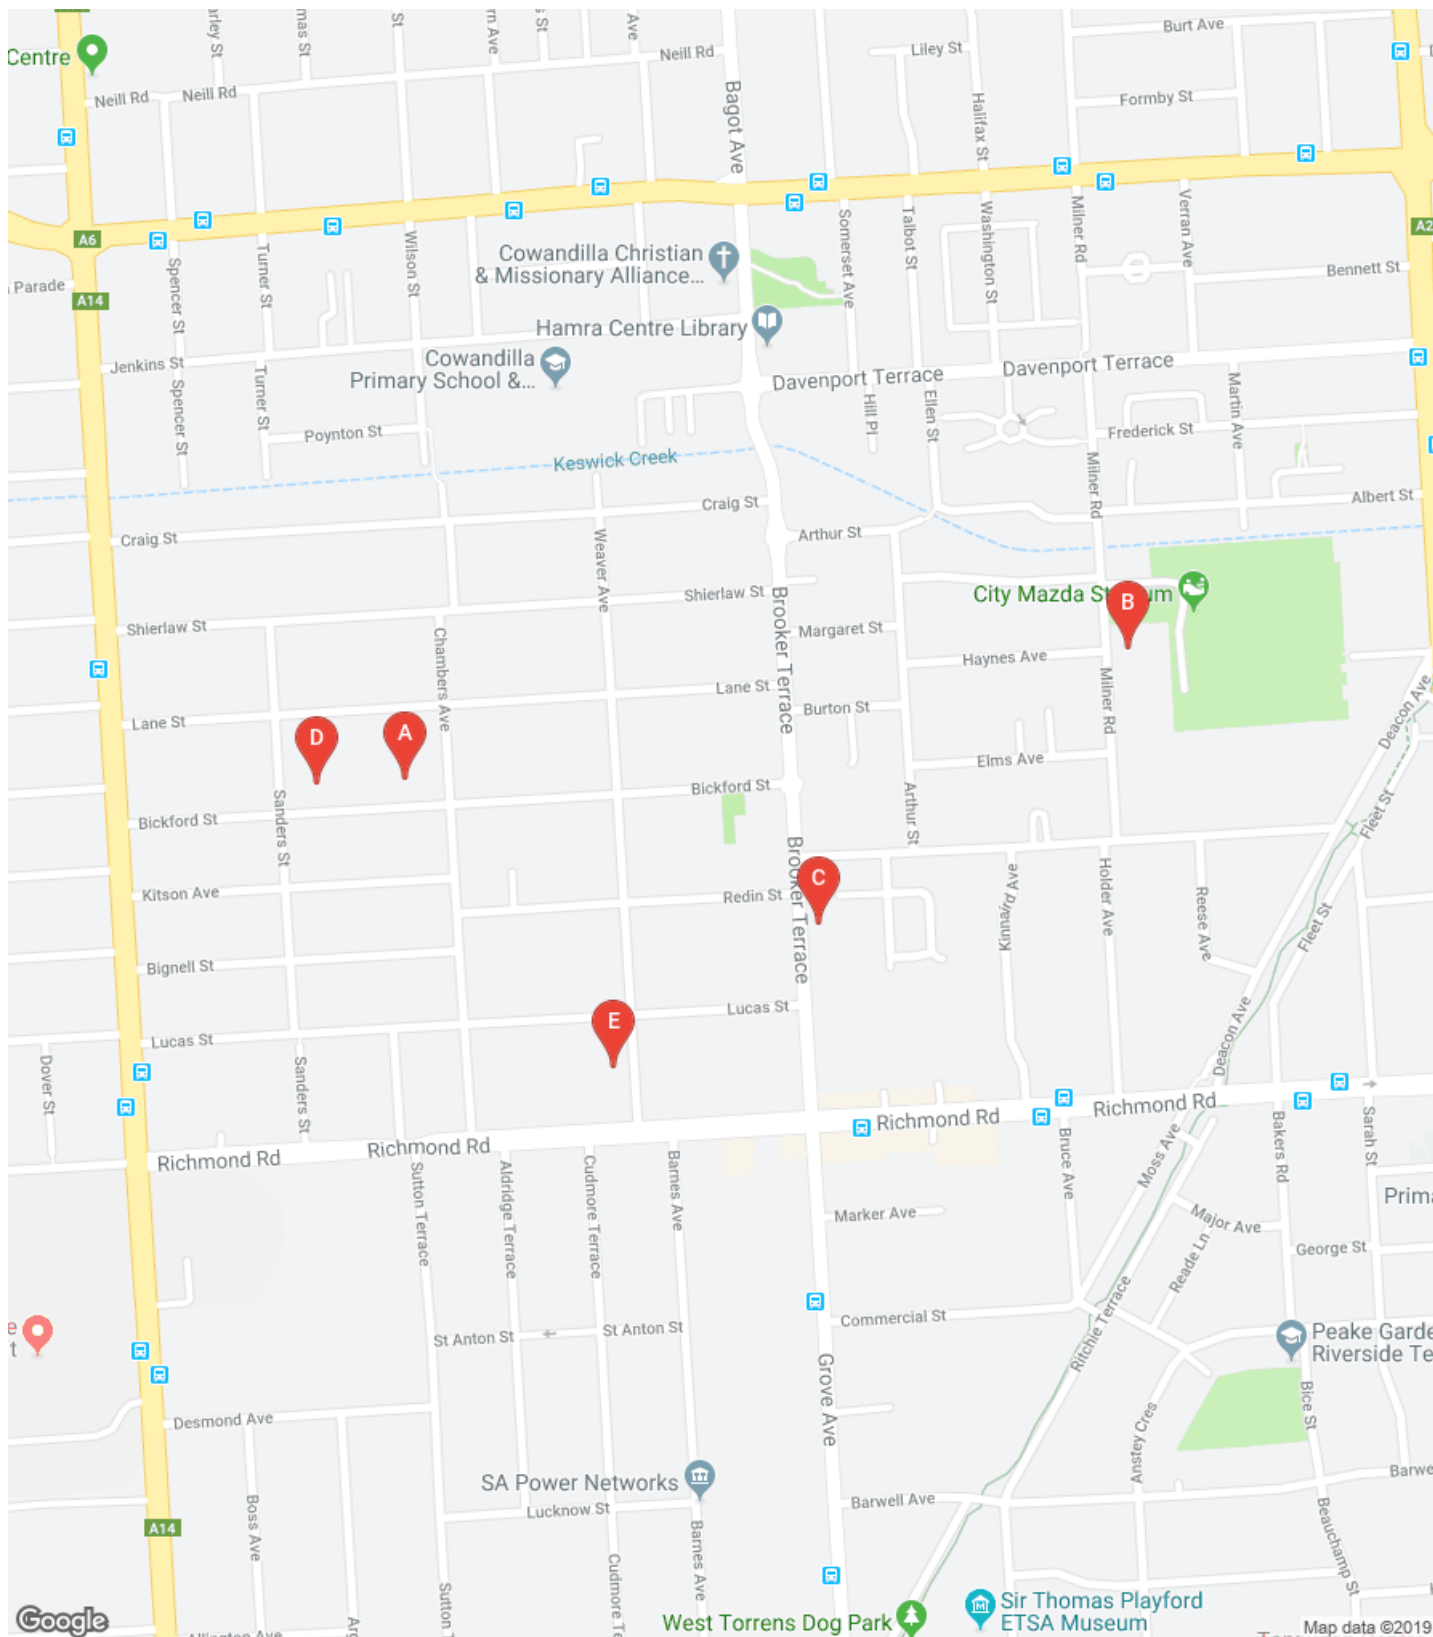 Centre
Neill Rd
Neill Rd
Neill Rd
Liley St
Burt Ave
Formby St
Bagot Ave
Halifax St
A6
A14
A2
Parade
Spencer St
Turner St
Wilson St
Cowandilla Christian
& Missionary Alliance...
Hamra Centre Library
Cowandilla
Primary School &...
Somerset Ave
Talbot St
Washington St
Milner Rd
Verran Ave
Bennett St
Jenkins St
Spencer St
Turner St
Poynton St
Davenport Terrace
Davenport Terrace
Hill Pl
Ellen St
Frederick St
Martin Ave
Keswick Creek
Milner Rd
Craig St
Craig St
Arthur St
Albert St
Weaver Ave
Shierlaw St
Shierlaw St
Brooker Terrace
Chambers Ave
Margaret St
City Mazda St
um
B
Haynes Ave
Milner Rd
Lane St
Lane St
Burton St
Deacon Ave
D
A
Elms Ave
Bickford St
Bickford St
Sanders St
Arthur St
Fleet St
Brooker Terrace
C
Kitson Ave
Redin St
Kinnaird Ave
Holder Ave
Reese Ave
Fleet St
Bignell St
Lucas St
Lucas St
E
Deacon Ave
Dover St
Sanders St
Richmond Rd
Richmond Rd
Richmond Rd
Richmond Rd
Sutton Terrace
Aldridge Terrace
Cudmore Terrace
Barnes Ave
Bruce Ave
Moss Ave
Bakers Rd
Sarah St
Marker Ave
Major Ave
Reade Ln
George St
Commercial St
Ritchie Terrace
St Anton St
St Anton St
Grove Ave
Peake Garde
Riverside Te
Bice St
Desmond Ave
Anstey Cres
SA Power Networks
Lucknow St
Barwell Ave
Boss Ave
A14
Barnes Ave
Cudmore Te
Sutton
Beauchamp St
West Torrens Dog Park
Sir Thomas Playford
ETSA Museum
Google
Map data ©2019